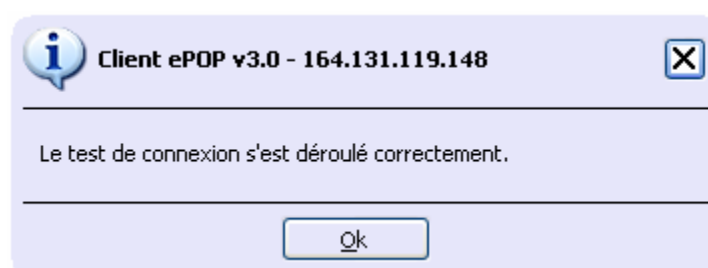 Client ePOP v3.0 - 164.131.119.148
Le test de connexion s'est déroulé correctement.
Ok